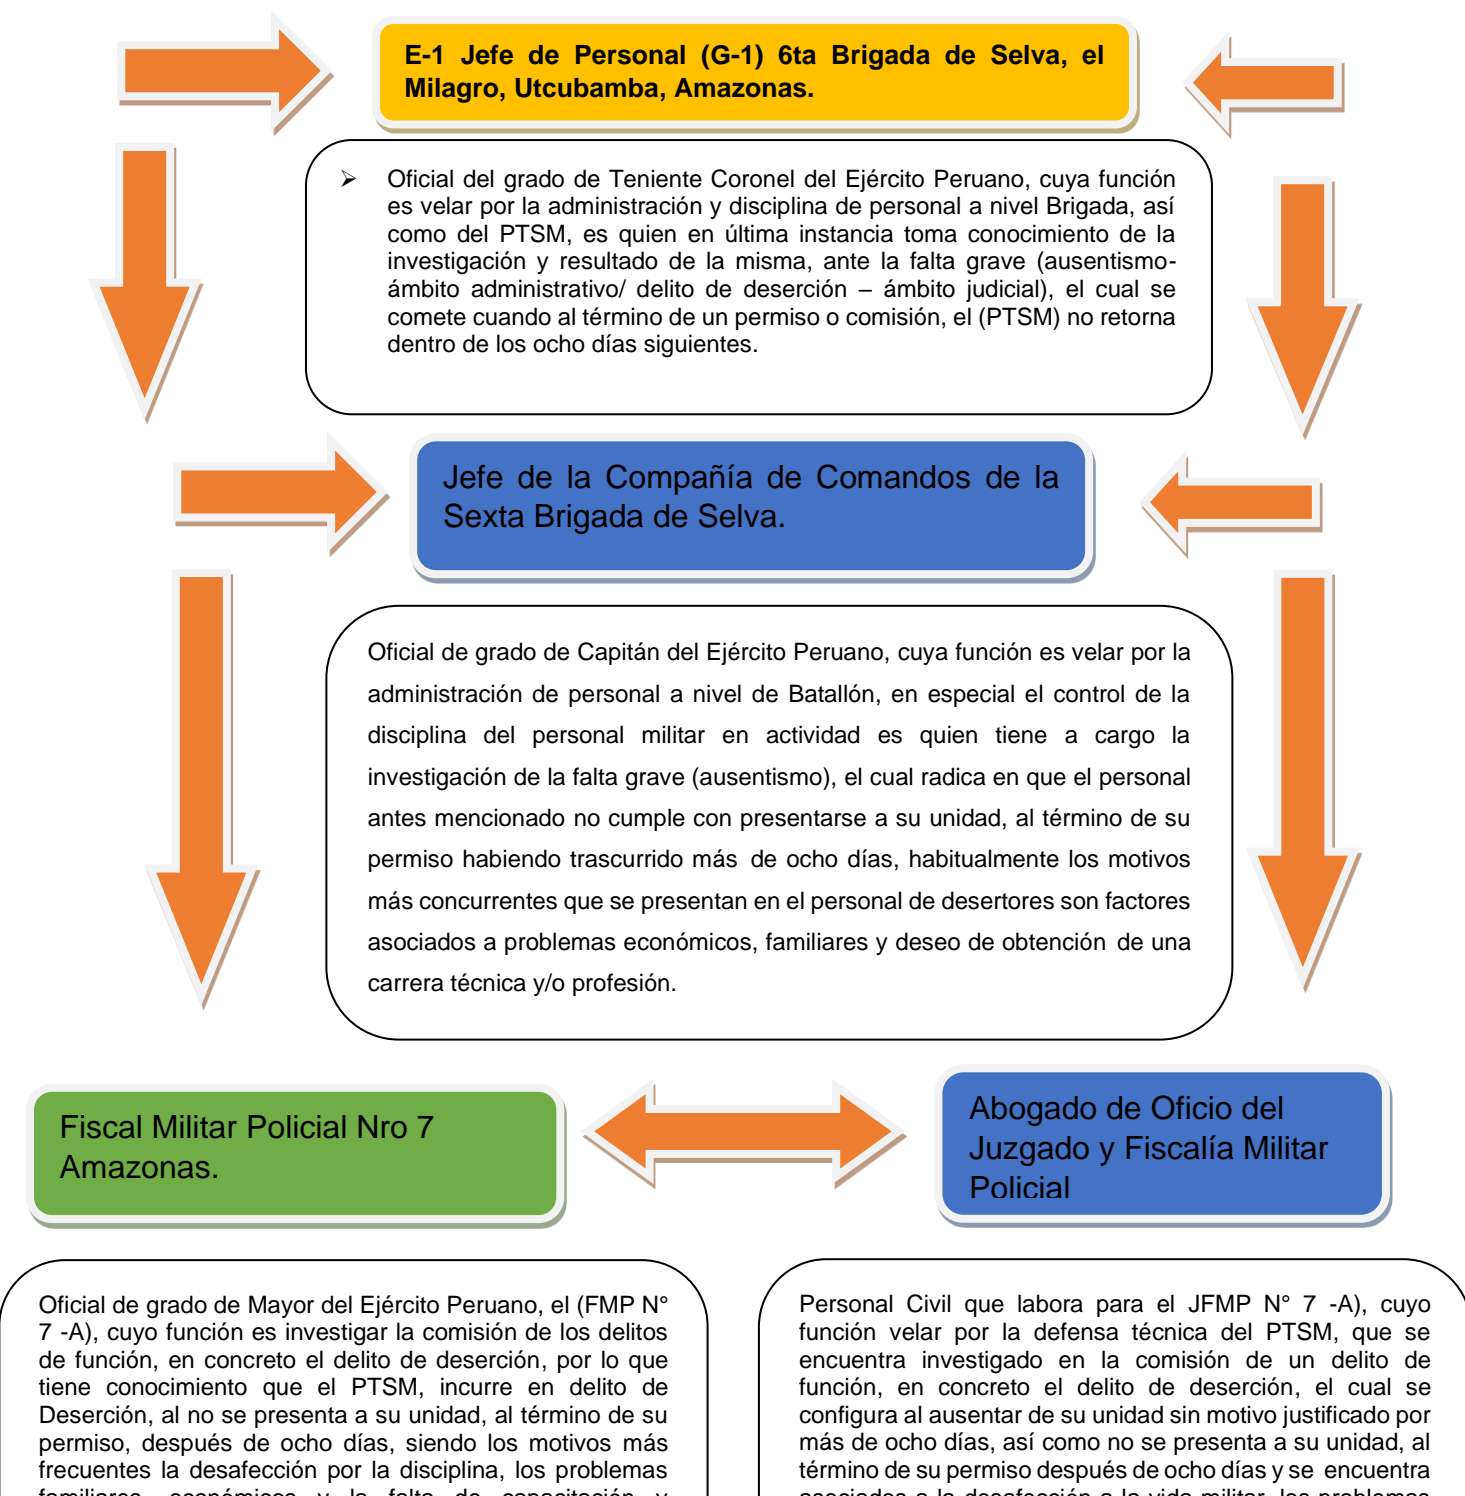 E-1 Jefe de Personal (G-1) 6ta Brigada de Selva, el
Milagro, Utcubamba, Amazonas.
➢ Oficial del grado de Teniente Coronel del Ejército Peruano, cuya función
es velar por la administración y disciplina de personal a nivel Brigada, así
como del PTSM, es quien en última instancia toma conocimiento de la
investigación y resultado de la misma, ante la falta grave (ausentismo-
ámbito administrativo/ delito de deserción – ámbito judicial), el cual se
comete cuando al término de un permiso o comisión, el (PTSM) no retorna
dentro de los ocho días siguientes.
Jefe de la Compañía de Comandos de la
Sexta Brigada de Selva.
Oficial de grado de Capitán del Ejército Peruano, cuya función es velar por la
administración de personal a nivel de Batallón, en especial el control de la
disciplina del personal militar en actividad es quien tiene a cargo la
investigación de la falta grave (ausentismo), el cual radica en que el personal
antes mencionado no cumple con presentarse a su unidad, al término de su
permiso habiendo trascurrido más de ocho días, habitualmente los motivos
más concurrentes que se presentan en el personal de desertores son factores
asociados a problemas económicos, familiares y deseo de obtención de una
carrera técnica y/o profesión.
Fiscal Militar Policial Nro 7
Amazonas.
Abogado de Oficio del
Juzgado y Fiscalía Militar
Policial
Oficial de grado de Mayor del Ejército Peruano, el (FMP N°
7 -A), cuyo función es investigar la comisión de los delitos
de función, en concreto el delito de deserción, por lo que
tiene conocimiento que el PTSM, incurre en delito de
Deserción, al no se presenta a su unidad, al término de su
permiso, después de ocho días, siendo los motivos más
frecuentes la desafección por la disciplina, los problemas
familiares, económicos y la falta de capacitación y
Personal Civil que labora para el JFMP N° 7 -A), cuyo
función velar por la defensa técnica del PTSM, que se
encuentra investigado en la comisión de un delito de
función, en concreto el delito de deserción, el cual se
configura al ausentar de su unidad sin motivo justificado por
más de ocho días, así como no se presenta a su unidad, al
término de su permiso después de ocho días y se encuentra
asociados a la desafección a la vida militar, los problemas